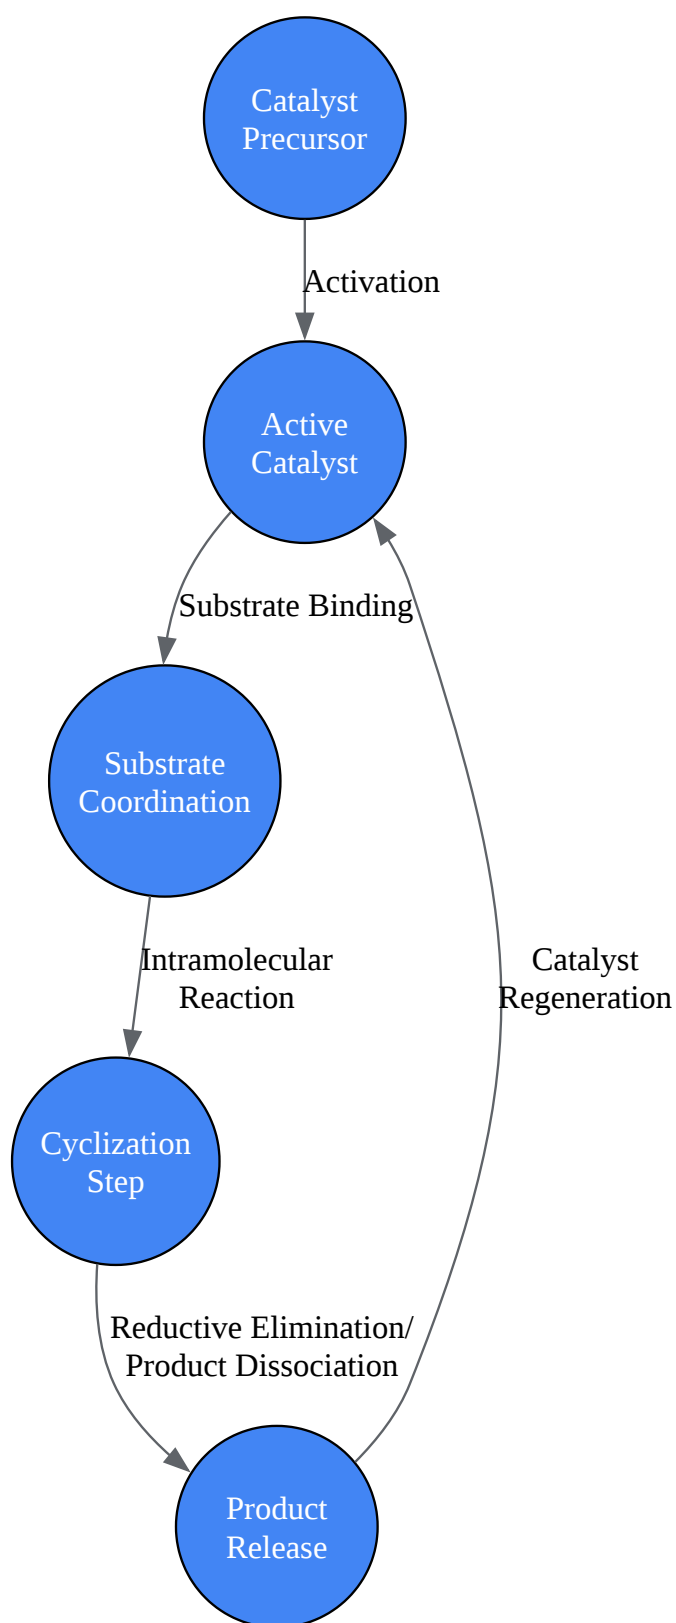 Catalyst
Precursor
Activation
Active
Catalyst
Substrate Binding
Substrate
Coordination
Intramolecular
Reaction
Catalyst
Regeneration
Cyclization
Step
Reductive Elimination/
Product Dissociation
Product
Release